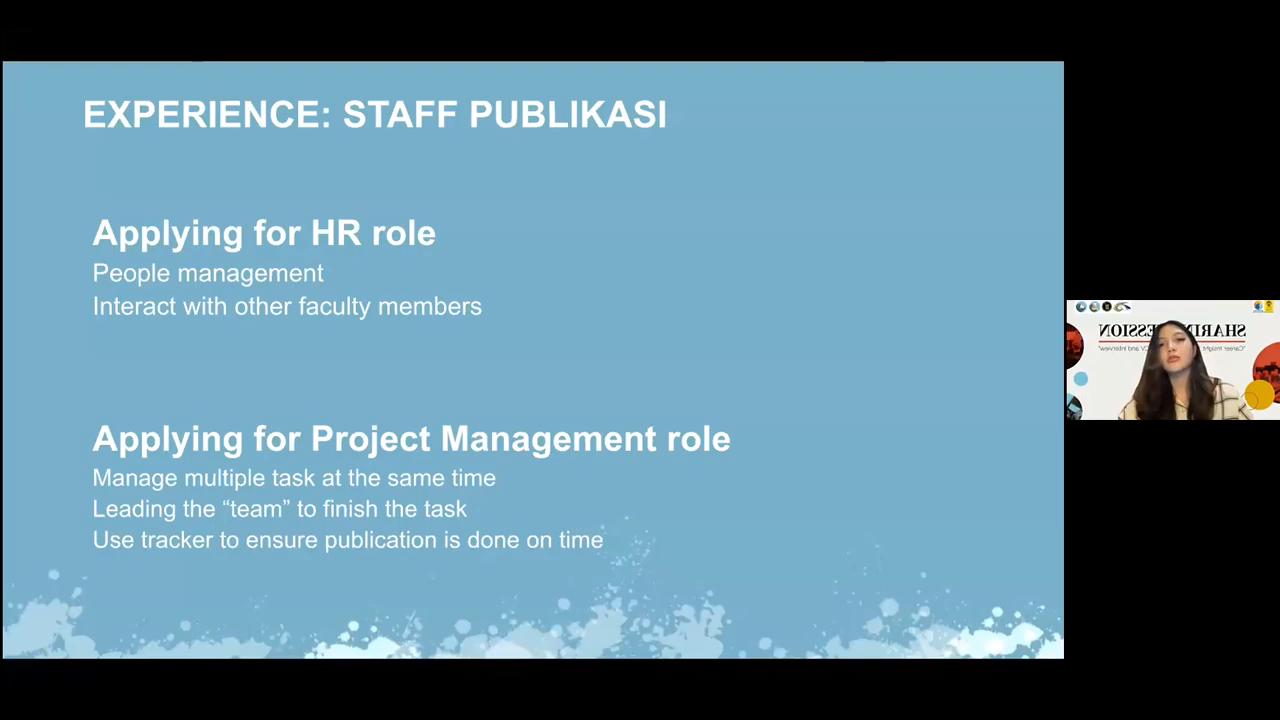 EXPERIENCE: STAFF PUBLIKASI
Applying for HR role
People management
Interact with other faculty members
Applying for Project Management role
Manage multiple task at the same time
Leading the “team” to finish the task
Use tracker to ensure publication is done on time